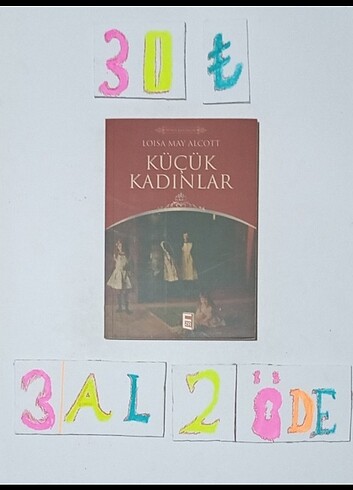 30 ₺
LOISA MAY ALCOTT
KÜÇÜK
KADINLAR
3 AL 2 ÖDE